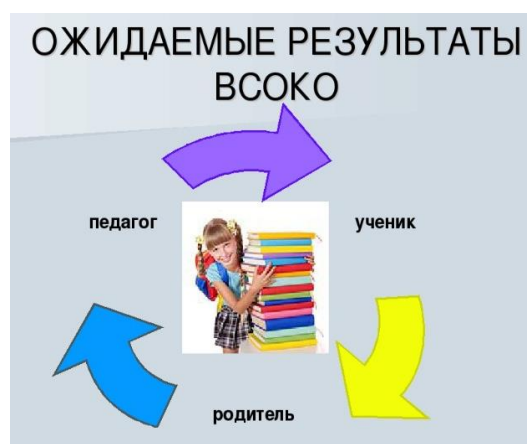 ОЖИДАЕМЫЕ РЕЗУЛЬТАТЫ
ВСОКО
педагог
ученик
родитель